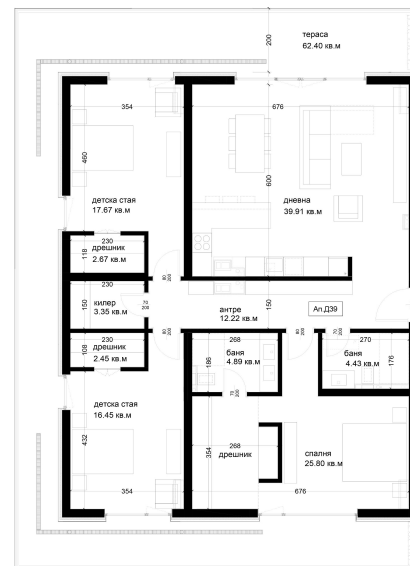 200
тераса
62.40 кв.м
354
676
460
600
детска стая
17.67 кв.м
дневна
39.91 кв.м
230
118
дрешник
2.67 кв.м
80
200
230
150
килер
3.35 кв.м
70
200
антре
12.22 кв.м
150
Ап.Д39
80
200
80
200
70
200
230
108
дрешник
2.45 кв.м
268
186
баня
4.89 кв.м
270
баня
4.43 кв.м
176
70
200
детска стая
16.45 кв.м
432
354
354
268
дрешник
спалня
25.80 кв.м
676